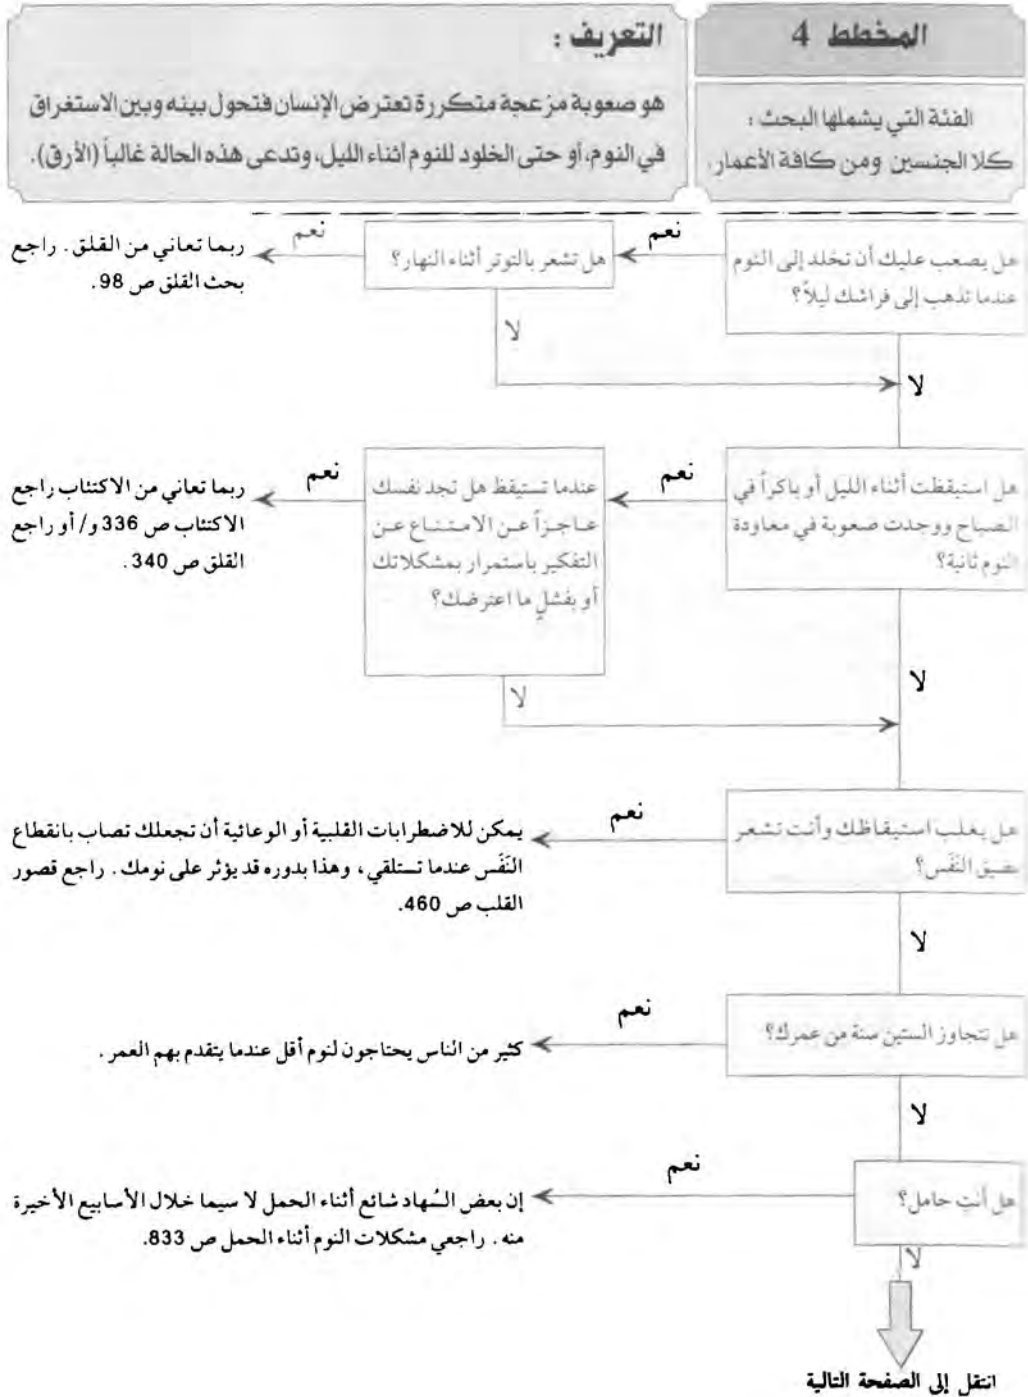 المخطط 4
الفئة التي يشملها البحث :
كلا الجنسين ومن كافة الأعمار.
التعريف :
هو صعوبة مزعجة متكررة تعترض الإنسان فتحول بينه وبين الاستغراق
في النوم، أو حتى الخلود للنوم اثناء الليل، وتدعى هذه الحالة غالباً (الأرق).
هل يصعب عليك أن تخلد إلى النوم
عندما تذهب إلى فراشك ليلاً؟
نعم
هل تشعر بالتوتر أثناء النهار؟
نعم
ربما تعاني من القلق . راجع
بحث القلق ص 98.
لا
لا
هل استيقظت أثناء الليل أو باكراً في
الصباح ووجدت صعوبة في معاودة
النوم ثانية؟
نعم
عندما تستيقظ هل تجد نفسك
عاجزاً عن الامتناع عن
التفكير باستمرار بمشكلاتك
أو بفشلٍ ما اعترضك؟
نعم
ربما تعاني من الاكتئاب راجع
الاكتئاب ص 336 و/ أو راجع
القلق ص 340.
لا
لا
هل يغلب استيقاظك وأنت تشعر
بضيق النَفَس؟
نعم
يمكن للاضطرابات القلبية أو الوعائية أن تجعلك تصاب بانقطاع
النَفَس عندما تستلقي ، وهذا بدوره قد يؤثر على نومك . راجع قصور
القلب ص 460.
لا
هل تتجاوز الستين سنة من عمرك؟
نعم
كثير من الناس يحتاجون لنوم أقل عندما يتقدم بهم العمر .
لا
هل أنتِ حامل؟
نعم
إن بعض السُهاد شائع أثناء الحمل لا سيما خلال الأسابيع الأخيرة
منه . راجعي مشكلات النوم أثناء الحمل ص 833.
لا
انتقل إلى الصفحة التالية